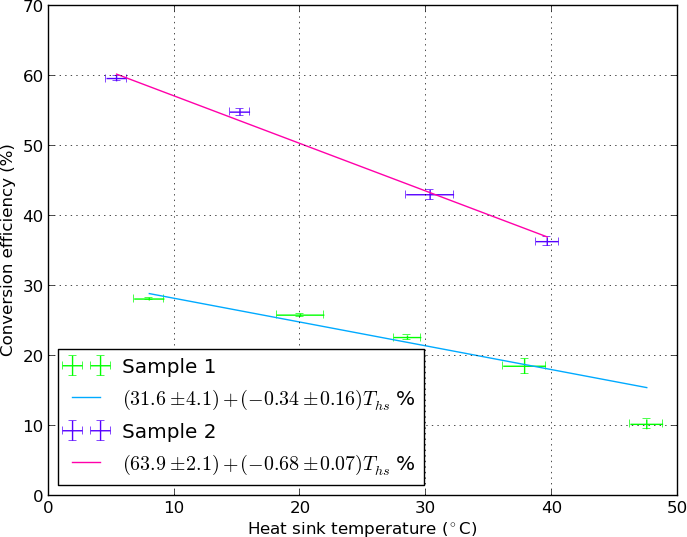 70
60
50
40
30
20
10
0
Conversion efficiency (%)
Sample 1
(31.6 ±4.1) + (−0.34 ±0.16)T_hs %
Sample 2
(63.9 ±2.1) + (−0.68 ±0.07)T_hs %
0 10 20 30 40 50
Heat sink temperature (°C)